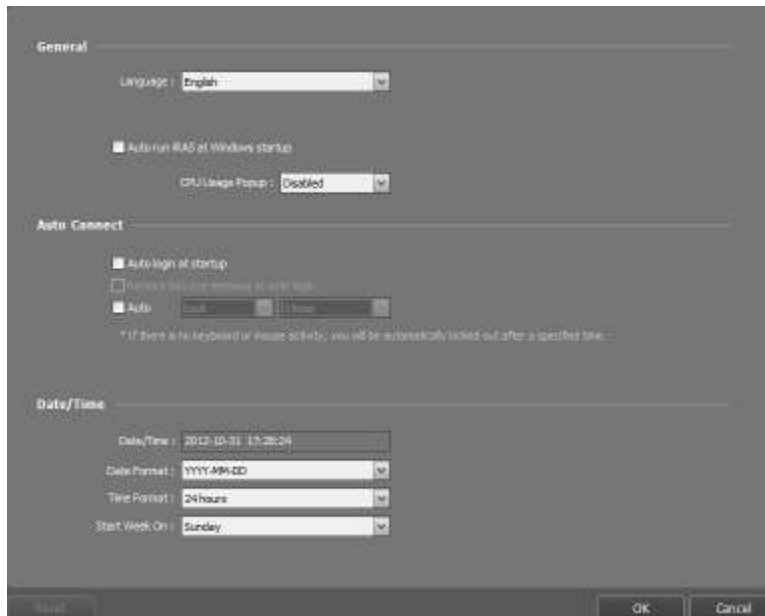 General
Language : English
Auto run iRAS at Windows startup
CPU Usage Popup : Disabled
Auto Connect
Auto login at startup
Auto
* If there is no keyboard or mouse activity, you will be automatically locked out after a specified time.
Date/Time
Date/Time : 2012-10-31 17:28:24
Date Format : YYYY-MM-DD
Time Format : 24 hours
Start Week On : Sunday
Reset
OK Cancel